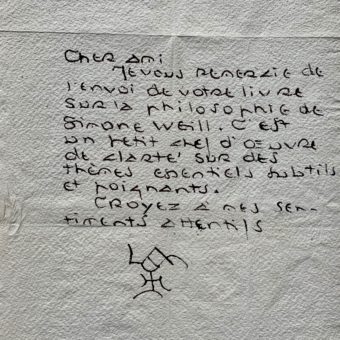 Cher ami
Je vous remercie de
l'envoi de votre livre
sur la philosophie de
Simone Weill. C'est
un petit chef d'œuvre
de clarté sur des
thèmes essentiels subtils
et poignants.
Croyez à mes sen-
timents attentifs